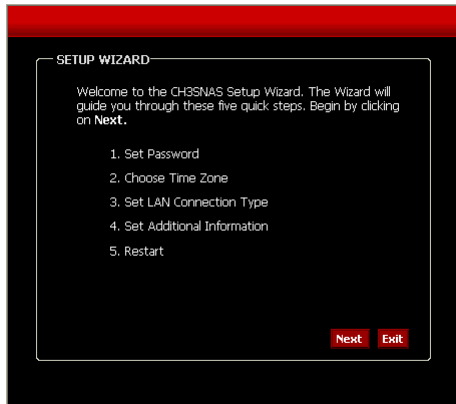 SETUP WIZARD
Welcome to the CH3SNAS Setup Wizard. The Wizard will
guide you through these five quick steps. Begin by clicking
on Next.
1. Set Password
2. Choose Time Zone
3. Set LAN Connection Type
4. Set Additional Information
5. Restart
Next Exit